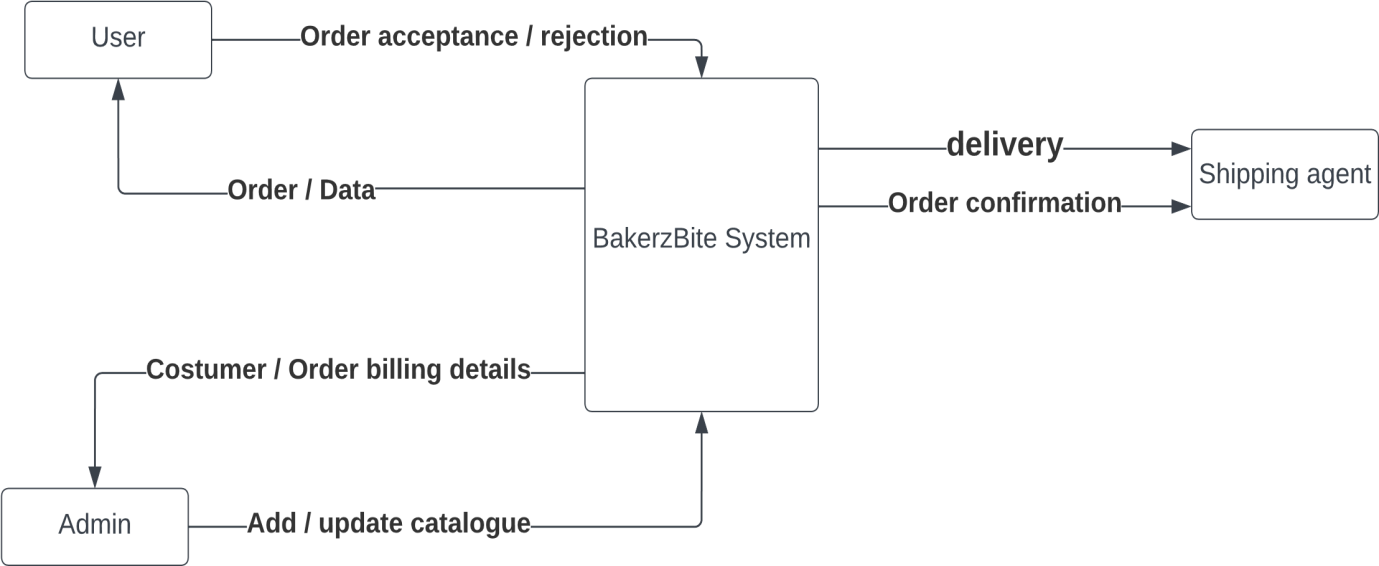 User
Order acceptance / rejection
delivery
Shipping agent
Order / Data
Order confirmation
BakerzBite System
Costumer / Order billing details
Admin
Add / update catalogue